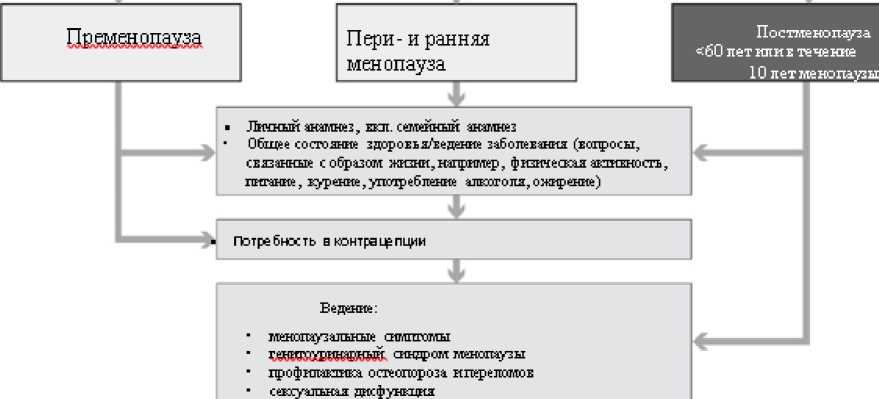 Пременопауза
Пери- и ранняя
менопауза
Постменопауза
<60 лет или в течение
10 лет менопаузы
▪ Личный анамнез, вкл. семейный анамнез
• Общее состояние здоровья/ведение заболевания (вопросы,
связанные с образом жизни, например, физическая активность,
питание, курение, употребление алкоголя, ожирение)
▪ Потребность в контрацепции
Ведение:
• менопаузальные симптомы
• генитоуринарный синдром менопаузы
• профилактика остеопороза и переломов
• сексуальная дисфункция